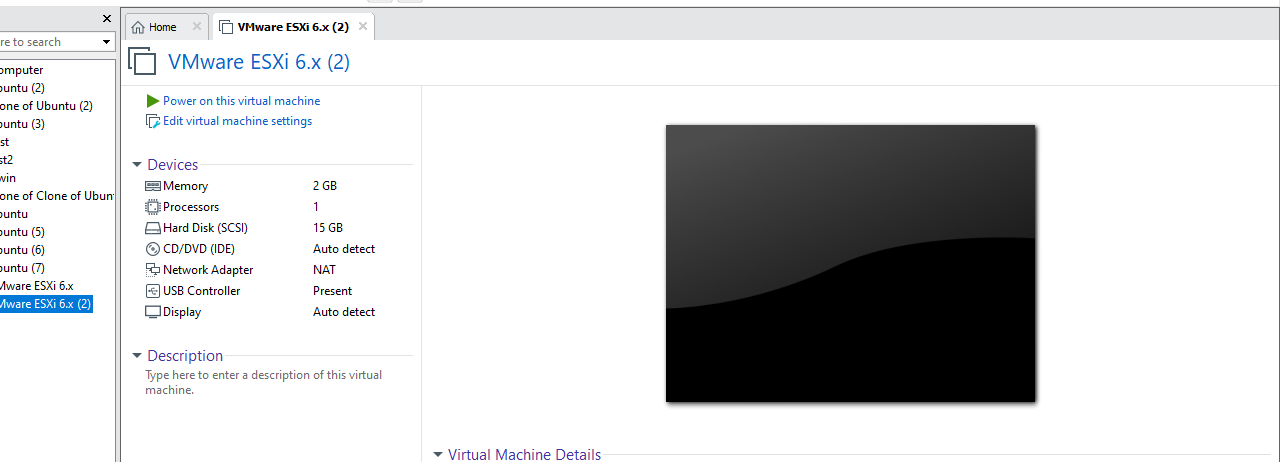 Home
VMware ESXi 6.x (2)
re to search
VMware ESXi 6.x (2)
omputer
buntu (2)
one of Ubuntu (2)
buntu (3)
st
st2
win
one of Clone of Ubun
buntu
buntu (5)
buntu (6)
buntu (7)
Mware ESXi 6.x
Mware ESXi 6.x (2)
Power on this virtual machine
Edit virtual machine settings
Devices
Memory 2 GB
Processors 1
Hard Disk (SCSI) 15 GB
CD/DVD (IDE) Auto detect
Network Adapter NAT
USB Controller Present
Display Auto detect
Description
Type here to enter a description of this virtual
machine.
Virtual Machine Details